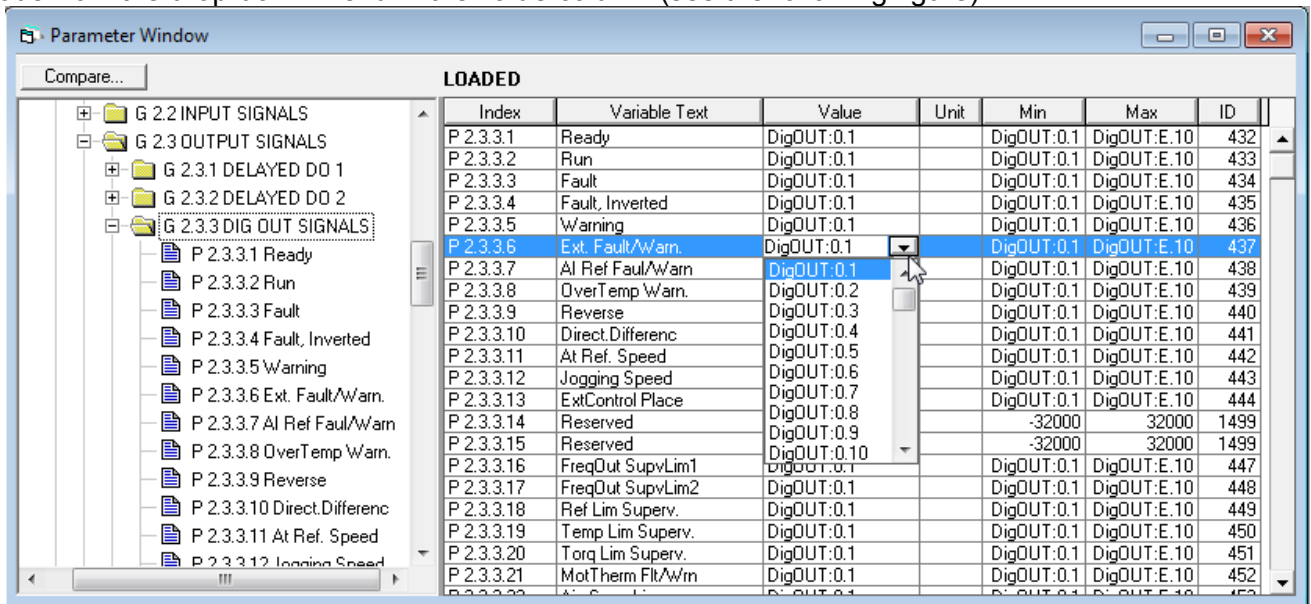 Parameter Window
Compare...
LOADED
G 2.2 INPUT SIGNALS
G 2.3 OUTPUT SIGNALS
G 2.3.1 DELAYED DO 1
G 2.3.2 DELAYED DO 2
G 2.3.3 DIG OUT SIGNALS
P 2.3.3.1 Ready
P 2.3.3.2 Run
P 2.3.3.3 Fault
P 2.3.3.4 Fault, Inverted
P 2.3.3.5 Warning
P 2.3.3.6 Ext. Fault/Warn.
P 2.3.3.7 AI Ref Faul/Warn
P 2.3.3.8 OverTemp Warn.
P 2.3.3.9 Reverse
P 2.3.3.10 Direct.Differenc
P 2.3.3.11 At Ref. Speed
P 2.3.3.12 Jogging Speed
Index Variable Text Value Unit Min Max ID
P 2.3.3.1 Ready DigOUT:0.1 DigOUT:0.1 DigOUT:E.10 432
P 2.3.3.2 Run DigOUT:0.1 DigOUT:0.1 DigOUT:E.10 433
P 2.3.3.3 Fault DigOUT:0.1 DigOUT:0.1 DigOUT:E.10 434
P 2.3.3.4 Fault, Inverted DigOUT:0.1 DigOUT:0.1 DigOUT:E.10 435
P 2.3.3.5 Warning DigOUT:0.1 DigOUT:0.1 DigOUT:E.10 436
P 2.3.3.6 Ext. Fault/Warn. DigOUT:0.1 DigOUT:0.1 DigOUT:E.10 437
P 2.3.3.7 AI Ref Faul/Warn DigOUT:0.1 DigOUT:0.1 DigOUT:E.10 438
P 2.3.3.8 OverTemp Warn. DigOUT:0.2 DigOUT:0.1 DigOUT:E.10 439
P 2.3.3.9 Reverse DigOUT:0.3 DigOUT:0.1 DigOUT:E.10 440
P 2.3.3.10 Direct.Differenc DigOUT:0.4 DigOUT:0.1 DigOUT:E.10 441
P 2.3.3.11 At Ref. Speed DigOUT:0.5 DigOUT:0.1 DigOUT:E.10 442
P 2.3.3.12 Jogging Speed DigOUT:0.6 DigOUT:0.1 DigOUT:E.10 443
P 2.3.3.13 ExtControl Place DigOUT:0.7 DigOUT:0.1 DigOUT:E.10 444
P 2.3.3.14 Reserved DigOUT:0.8 -32000 32000 1499
P 2.3.3.15 Reserved DigOUT:0.9 -32000 32000 1499
DigOUT:0.10
P 2.3.3.16 FreqOut SupvLim1 DigOUT:0.1 DigOUT:0.1 DigOUT:E.10 447
P 2.3.3.17 FreqOut SupvLim2 DigOUT:0.1 DigOUT:0.1 DigOUT:E.10 448
P 2.3.3.18 Ref Lim Superv. DigOUT:0.1 DigOUT:0.1 DigOUT:E.10 449
P 2.3.3.19 Temp Lim Superv. DigOUT:0.1 DigOUT:0.1 DigOUT:E.10 450
P 2.3.3.20 Torq Lim Superv. DigOUT:0.1 DigOUT:0.1 DigOUT:E.10 451
P 2.3.3.21 MotTherm Flt/Wrn DigOUT:0.1 DigOUT:0.1 DigOUT:E.10 452